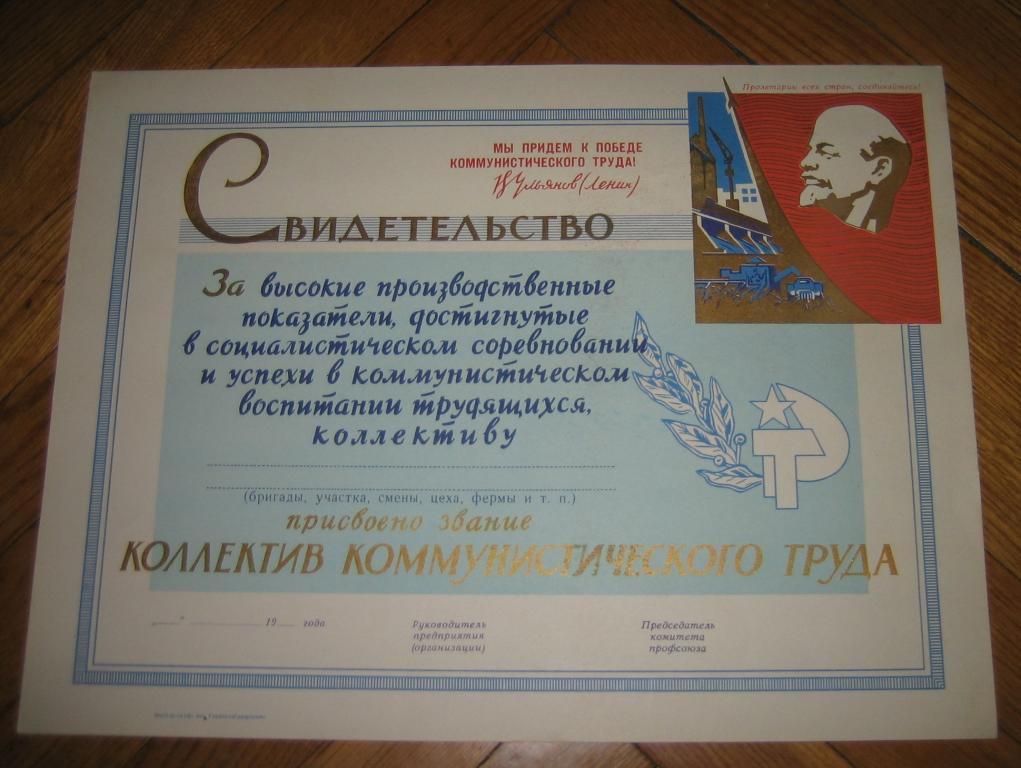 Пролетарии всех стран, соединяйтесь!
МЫ ПРИДЕМ К ПОБЕДЕ
КОММУНИСТИЧЕСКОГО ТРУДА!
В Ульянов (Ленин)
СВИДЕТЕЛЬСТВО
За высокие производственные
показатели, достигнутые
в социалистическом соревновании
и успехи в коммунистическом
воспитании трудящихся,
коллективу
(бригады, участка, смены, цеха, фермы и т. п.)
присвоено звание
КОЛЛЕКТИВ КОММУНИСТИЧЕСКОГО ТРУДА
19 года
Руководитель
предприятия
(организации)
Председатель
комитета
профсоюза